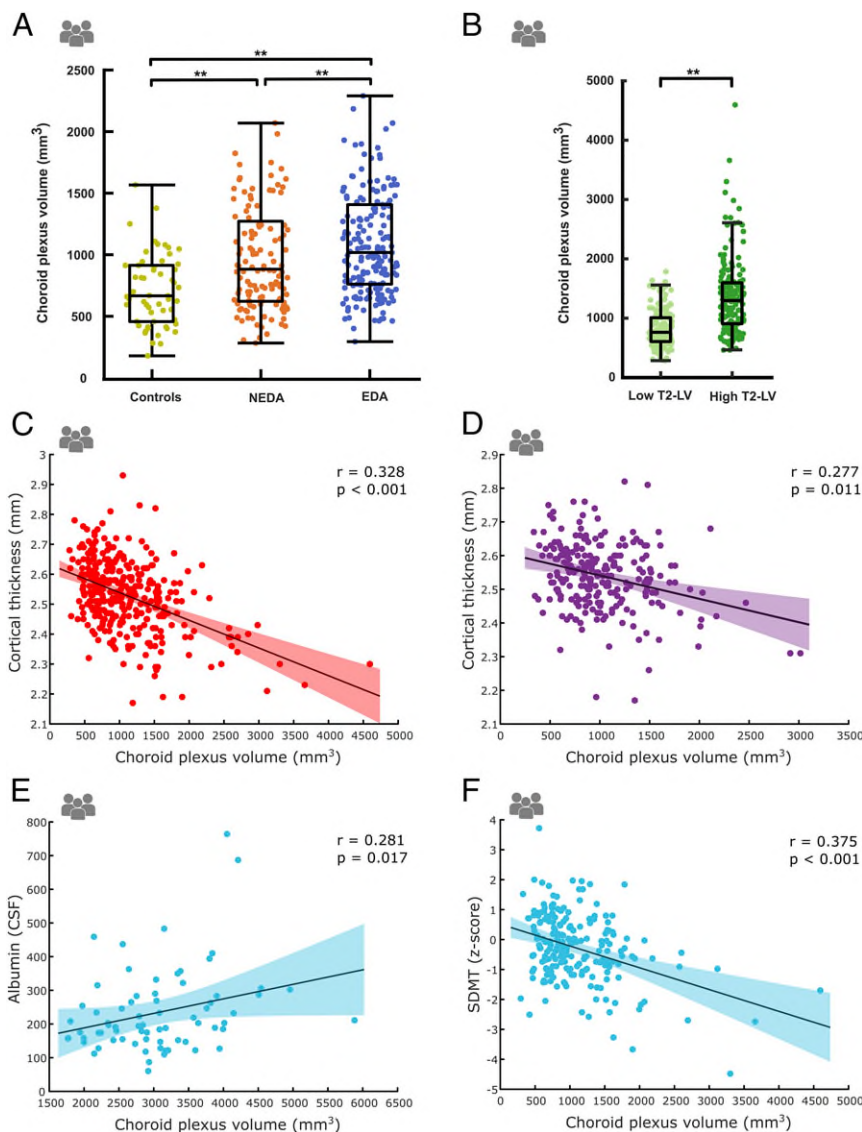 A
**
**
**
Choroid plexus volume (mm³)
2500
2000
1500
1000
500
0
Controls
NEDA
EDA
B
**
Choroid plexus volume (mm³)
5000
4000
3000
2000
1000
0
Low T2-LV
High T2-LV
C
r = 0.328
p < 0.001
Cortical thickness (mm)
3
2.9
2.8
2.7
2.6
2.5
2.4
2.3
2.2
2.1
0 500 1000 1500 2000 2500 3000 3500 4000 4500 5000
Choroid plexus volume (mm³)
D
r = 0.277
p = 0.011
Cortical thickness (mm)
2.9
2.8
2.7
2.6
2.5
2.4
2.3
2.2
2.1
0 500 1000 1500 2000 2500 3000 3500
Choroid plexus volume (mm³)
E
r = 0.281
p = 0.017
Albumin (CSF)
800
700
600
500
400
300
200
100
0
1500 2000 2500 3000 3500 4000 4500 5000 5500 6000 6500
Choroid plexus volume (mm³)
F
r = 0.375
p < 0.001
SDMT (z-score)
4
3
2
1
0
-1
-2
-3
-4
-5
0 500 1000 1500 2000 2500 3000 3500 4000 4500 5000
Choroid plexus volume (mm³)